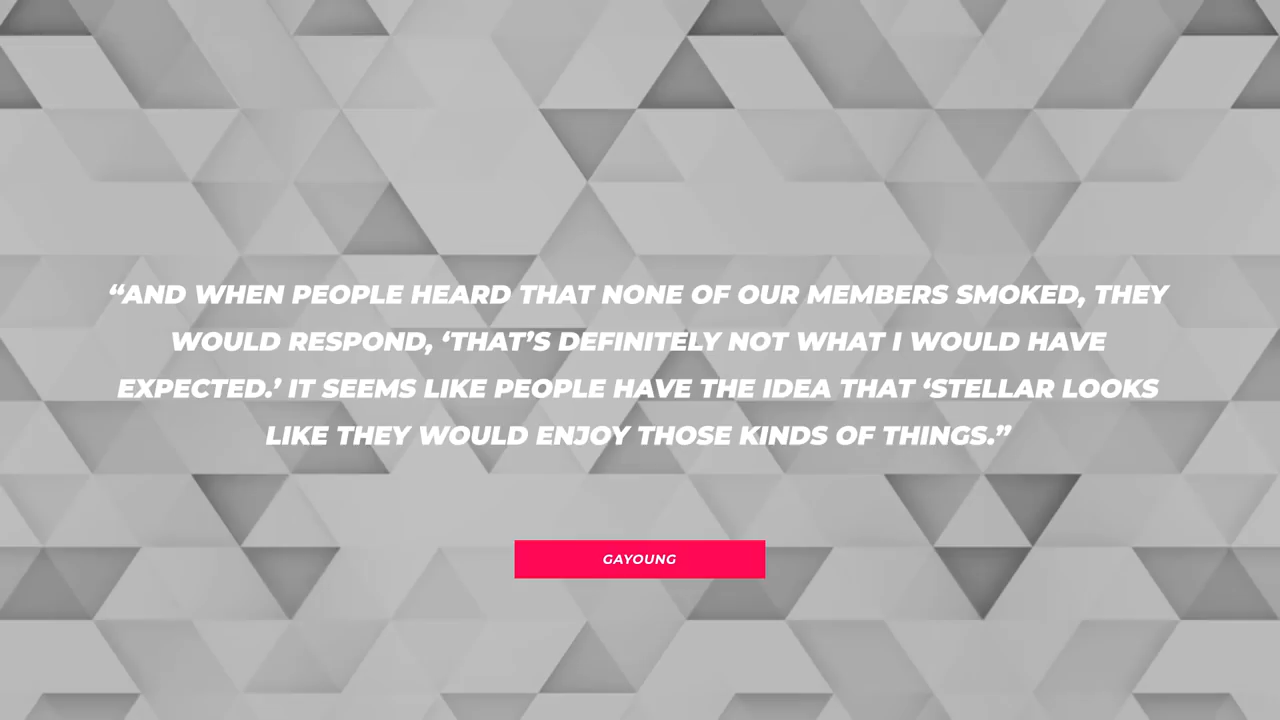 “AND WHEN PEOPLE HEARD THAT NONE OF OUR MEMBERS SMOKED, THEY
WOULD RESPOND, ‘THAT’S DEFINITELY NOT WHAT I WOULD HAVE
EXPECTED.’ IT SEEMS LIKE PEOPLE HAVE THE IDEA THAT ‘STELLAR LOOKS
LIKE THEY WOULD ENJOY THOSE KINDS OF THINGS.”
GAYOUNG